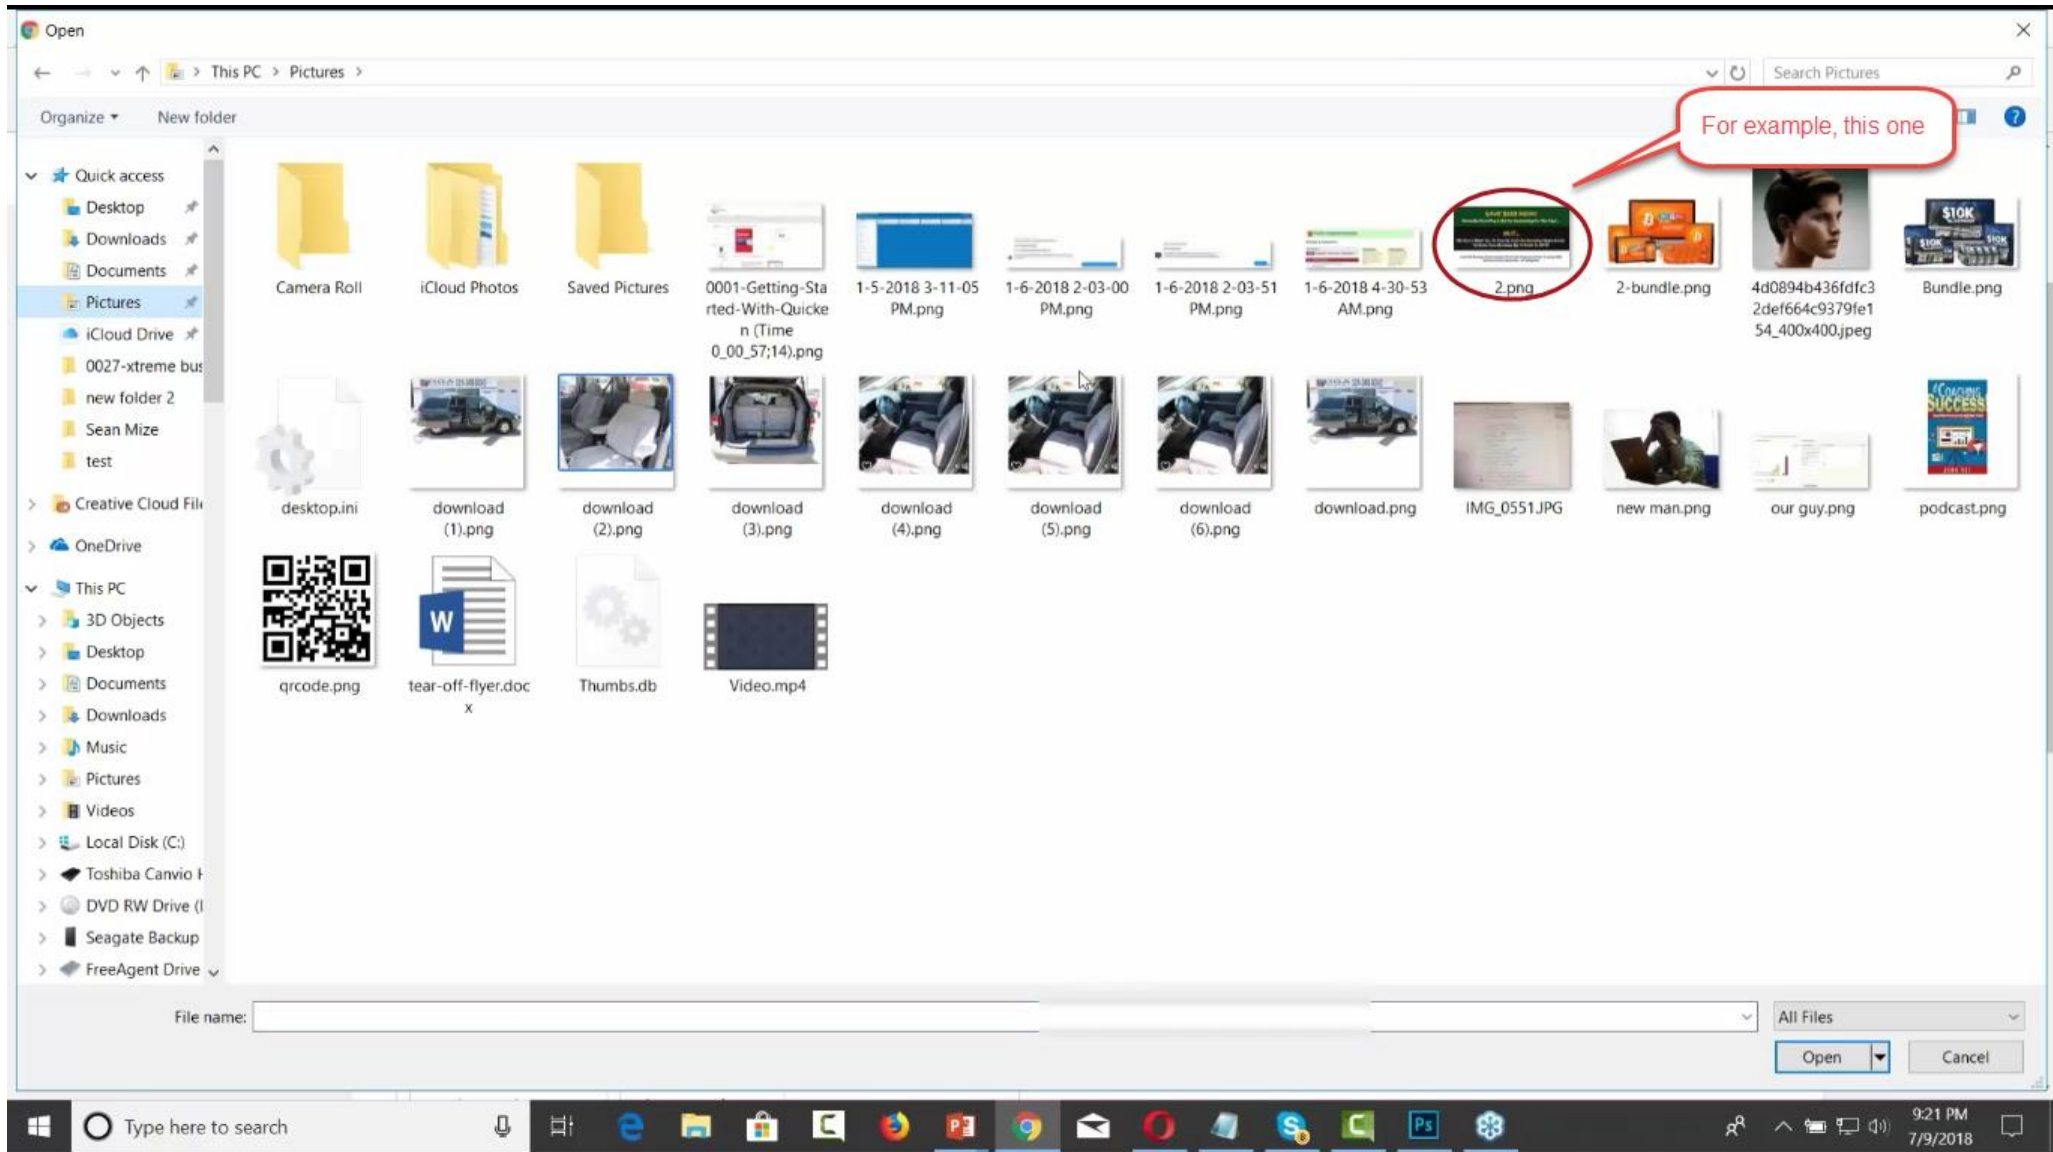 Open
This PC > Pictures >
Search Pictures
Organize
New folder
For example, this one
Quick access
Desktop
Downloads
Documents
Pictures
iCloud Drive
0027-xtreme bus
new folder 2
Sean Mize
test
Creative Cloud File
OneDrive
This PC
3D Objects
Desktop
Documents
Downloads
Music
Pictures
Videos
Local Disk (C:)
Toshiba Canvio H
DVD RW Drive (
Seagate Backup
FreeAgent Drive
Camera Roll
iCloud Photos
Saved Pictures
0001-Getting-Sta
rted-With-Quicke
n (Time
0_00_57;14).png
1-5-2018 3-11-05
PM.png
1-6-2018 2-03-00
PM.png
1-6-2018 2-03-51
PM.png
1-6-2018 4-30-53
AM.png
2.png
2-bundle.png
4d0894b436fdfc3
2def664c9379fe1
54_400x400.jpeg
$10K
$10K
$10K
Bundle.png
desktop.ini
download
(1).png
download
(2).png
download
(3).png
download
(4).png
download
(5).png
download
(6).png
download.png
IMG_0551.JPG
new man.png
our guy.png
SUCCESS
podcast.png
qrcode.png
W
tear-off-flyer.doc
x
Thumbs.db
Video.mp4
File name:
All Files
Open
Cancel
Type here to search
Ps
9:21 PM
7/9/2018